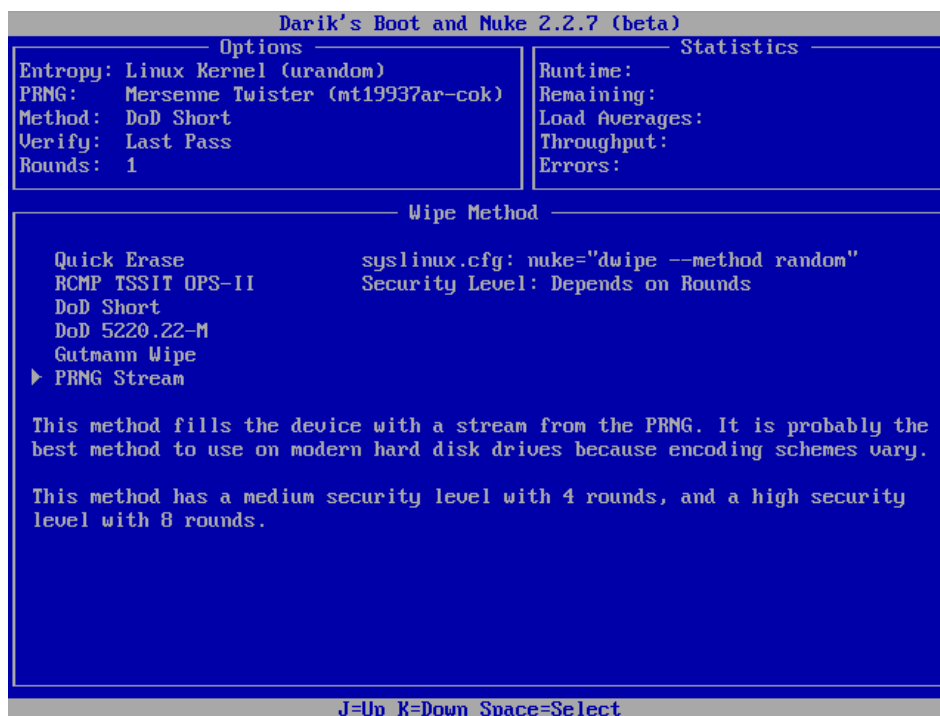 Darik's Boot and Nuke 2.2.7 (beta)
Options
Entropy: Linux Kernel (urandom)
PRNG: Mersenne Twister (mt19937ar-cok)
Method: DoD Short
Verify: Last Pass
Rounds: 1
Statistics
Runtime:
Remaining:
Load Averages:
Throughput:
Errors:
Wipe Method
Quick Erase
RCMP TSSIT OPS-II
DoD Short
DoD 5220.22-M
Gutmann Wipe
PRNG Stream
syslinux.cfg: nuke="dwipe --method random"
Security Level: Depends on Rounds
This method fills the device with a stream from the PRNG. It is probably the
best method to use on modern hard disk drives because encoding schemes vary.
This method has a medium security level with 4 rounds, and a high security
level with 8 rounds.
J=Up K=Down Space=Select